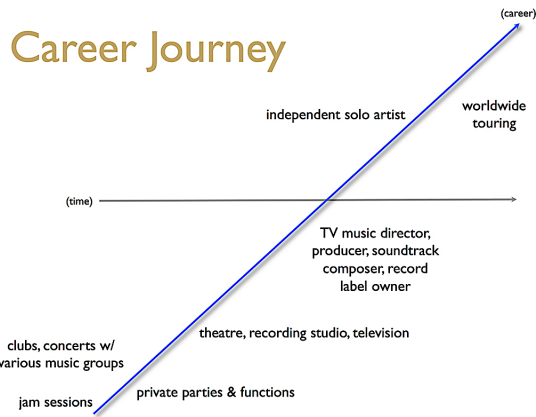 (career)
Career Journey
independent solo artist
worldwide
touring
(time)
TV music director,
producer, soundtrack
composer, record
label owner
theatre, recording studio, television
clubs, concerts w/
various music groups
private parties & functions
jam sessions